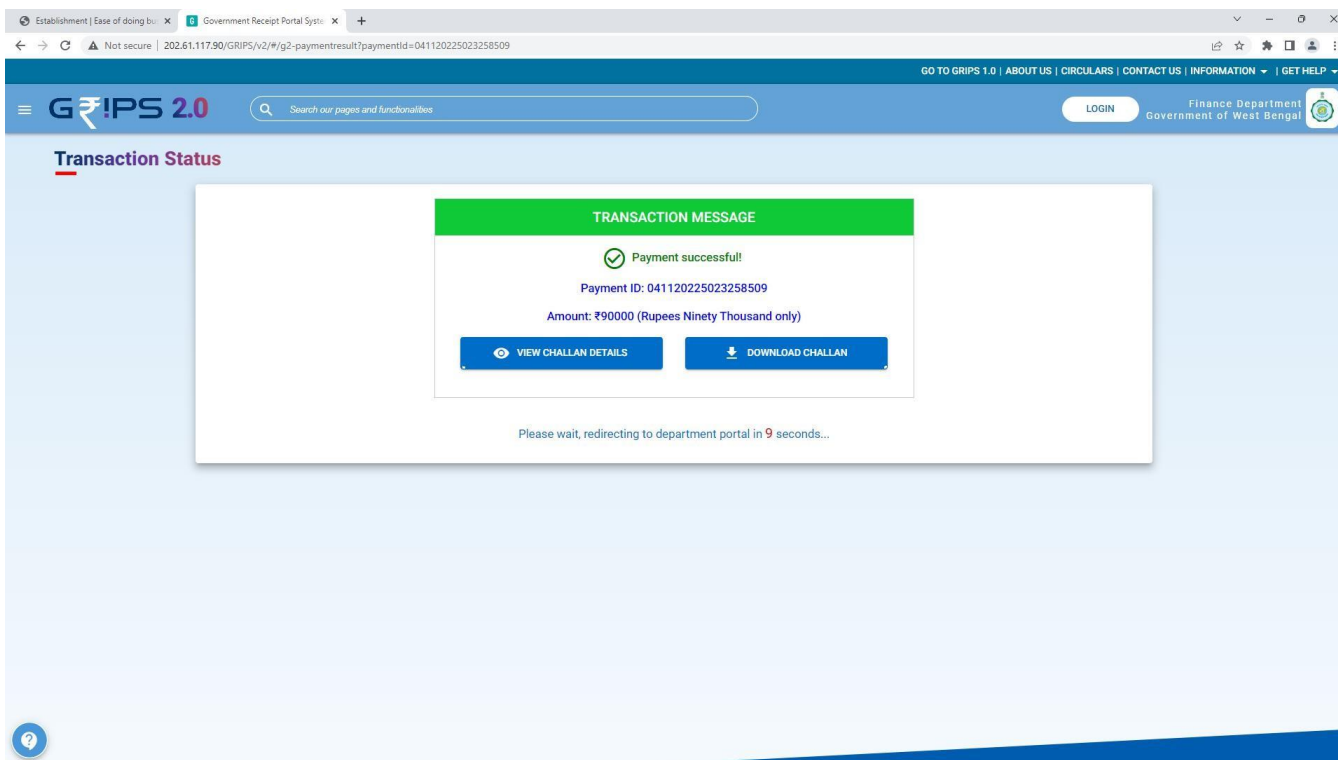 Establishment | Ease of doing bu
Government Receipt Portal Syste
Not secure | 202.61.117.90/GRIPS/v2/#/g2-paymentresult?paymentId=041120225023258509
GO TO GRIPS 1.0 | ABOUT US | CIRCULARS | CONTACT US | INFORMATION | GET HELP
G₹!PS 2.0
Search our pages and functionalities
LOGIN
Finance Department
Government of West Bengal
Transaction Status
TRANSACTION MESSAGE
Payment successful!
Payment ID: 041120225023258509
Amount: ₹90000 (Rupees Ninety Thousand only)
VIEW CHALLAN DETAILS
DOWNLOAD CHALLAN
Please wait, redirecting to department portal in 9 seconds...